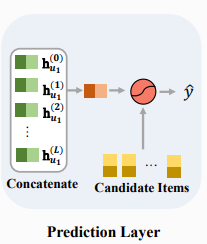 h_{u_1}^{(0)}
h_{u_1}^{(1)}
h_{u_1}^{(2)}
⋮
h_{u_1}^{(L)}
ŷ
...
Concatenate
Candidate Items
Prediction Layer